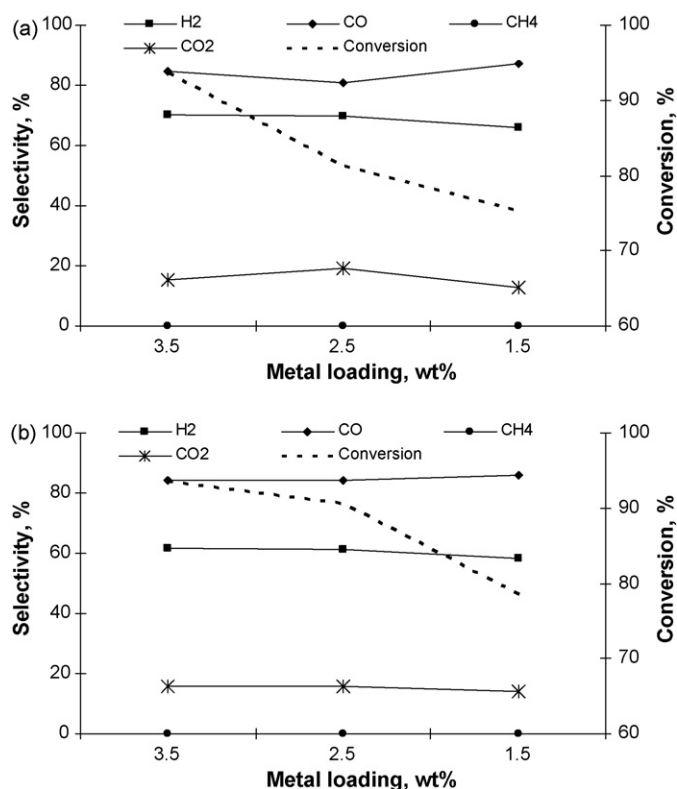 (a)
H2 CO CH4
CO2 Conversion
100 100
80 90
60 80
40 70
20
0 60
3.5 2.5 1.5
Selectivity, %
Conversion, %
Metal loading, wt%
(b)
H2 CO CH4
CO2 Conversion
100 100
80 90
60 80
40 70
20
0 60
3.5 2.5 1.5
Selectivity, %
Conversion, %
Metal loading, wt%